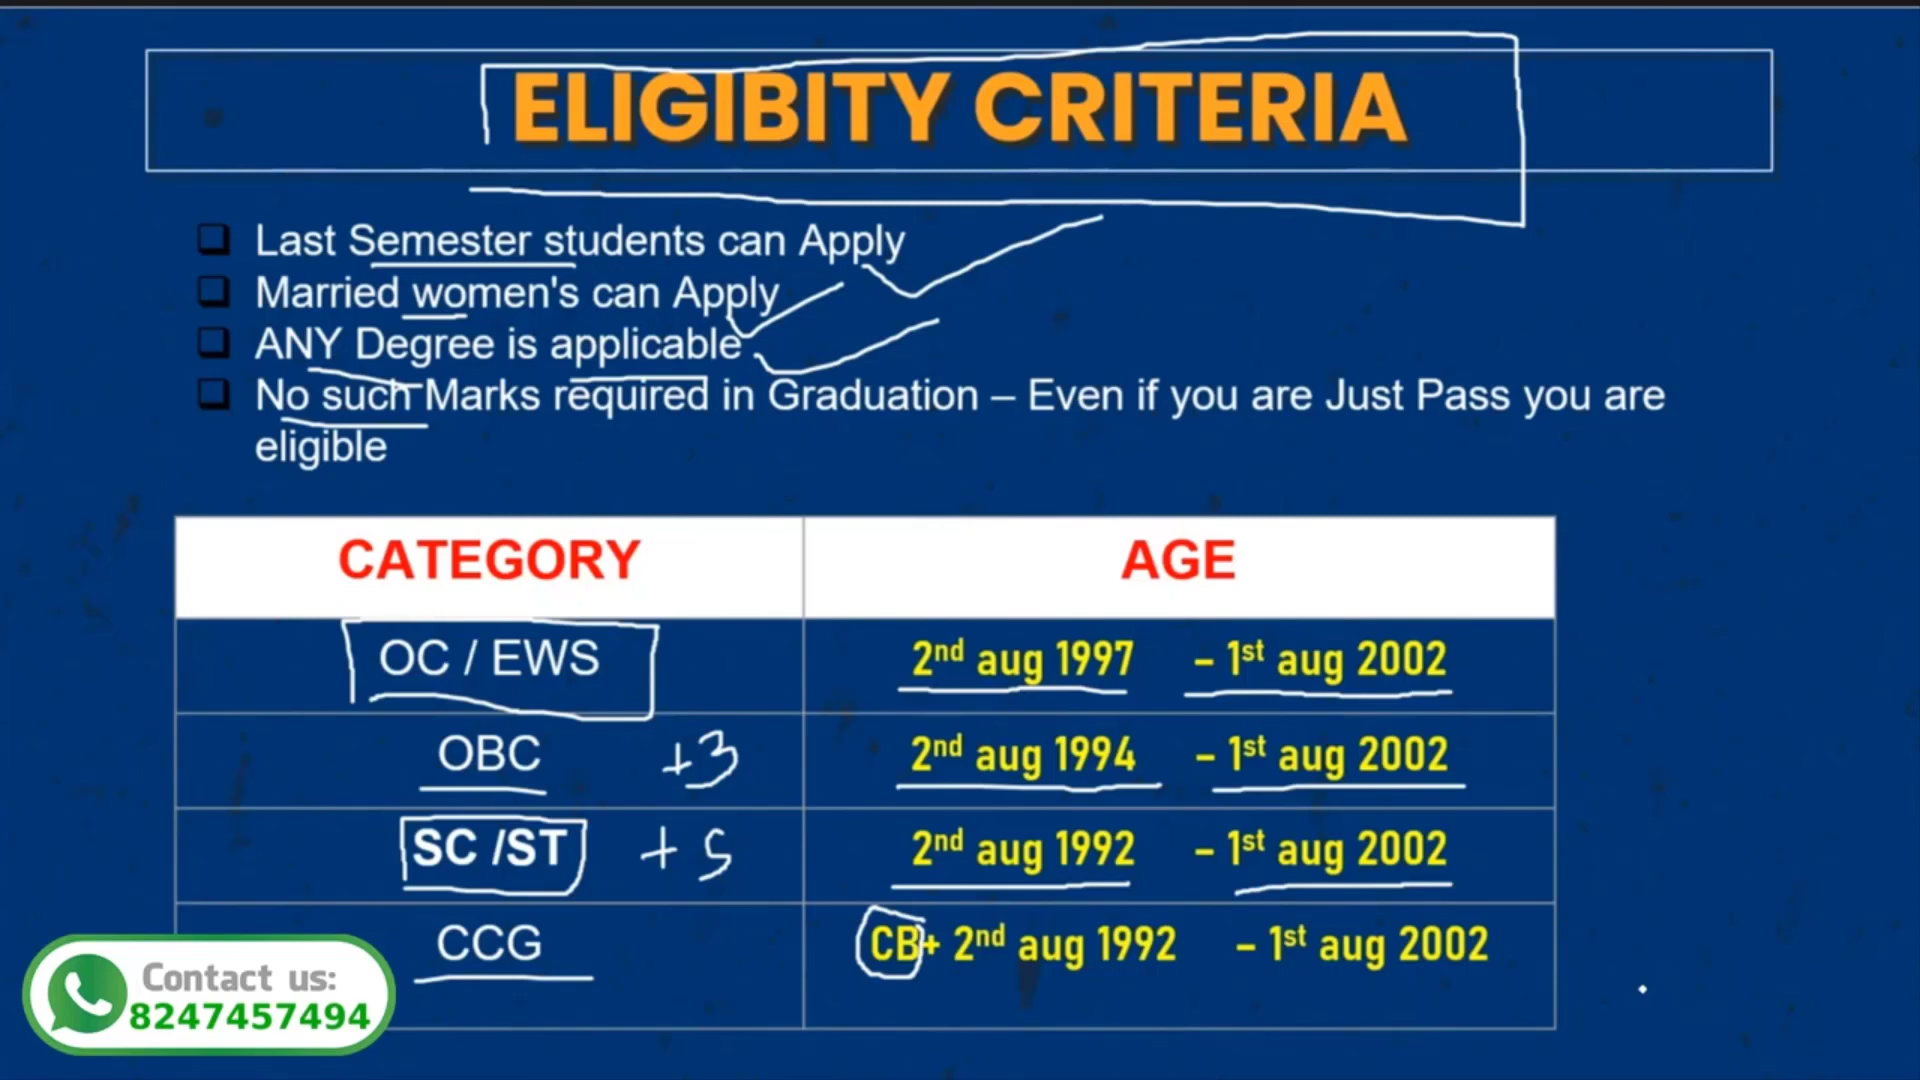 ELIGIBITY CRITERIA
Last Semester students can Apply
Married women's can Apply
ANY Degree is applicable
No such Marks required in Graduation – Even if you are Just Pass you are
eligible
CATEGORY AGE
OC / EWS 2nd aug 1997 – 1st aug 2002
OBC +3 2nd aug 1994 – 1st aug 2002
SC /ST +5 2nd aug 1992 – 1st aug 2002
CCG CB+ 2nd aug 1992 – 1st aug 2002
Contact us:
8247457494